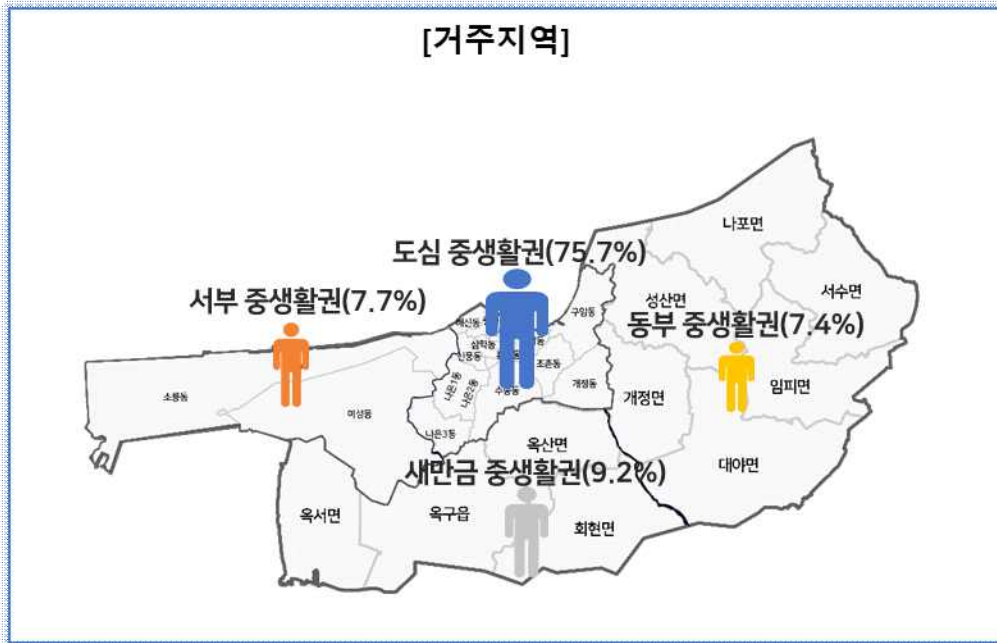 [거주지역]
나포면
도심 중생활권(75.7%)
서수면
성산면
서부 중생활권(7.7%)
구암동
해신동
동부 중생활권(7.4%)
삼학동
신풍동
조촌동
개정동
임피면
나운1동
나운2동
수송동
개정면
소룡동
미성동
나운3동
옥산면
대야면
새만금 중생활권(9.2%)
옥서면
옥구읍
회현면